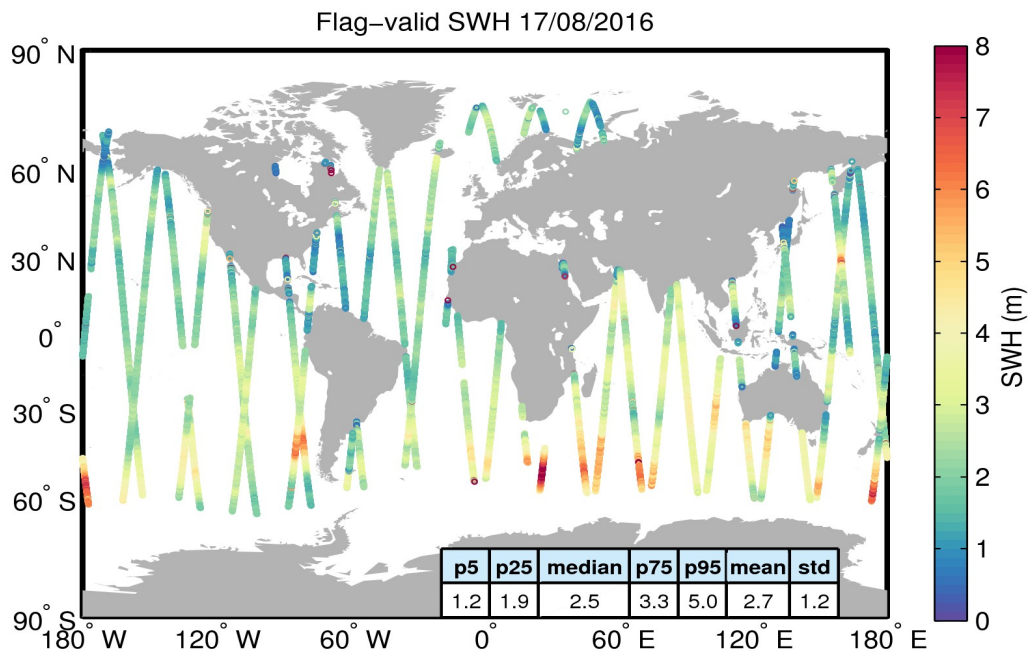 Flag−valid SWH 17/08/2016
90° N
60° N
30° N
0°
30° S
60° S
90° S
180° W
120° W
60° W
0°
60° E
120° E
180° E
p5 p25 median p75 p95 mean std
1.2 1.9 2.5 3.3 5.0 2.7 1.2
8
7
6
5
4
3
2
1
0
SWH (m)